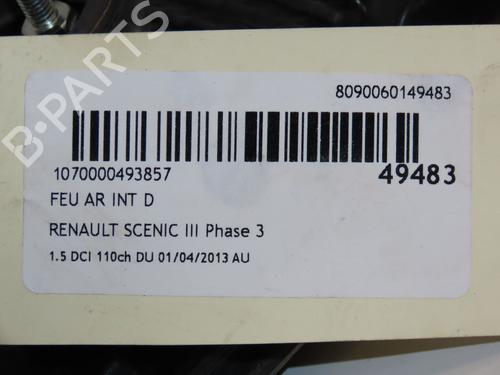 B-PARTS
8090060149483
1070000493857
49483
FEU AR INT D
RENAULT SCENIC III Phase 3
1.5 DCI 110ch DU 01/04/2013 AU